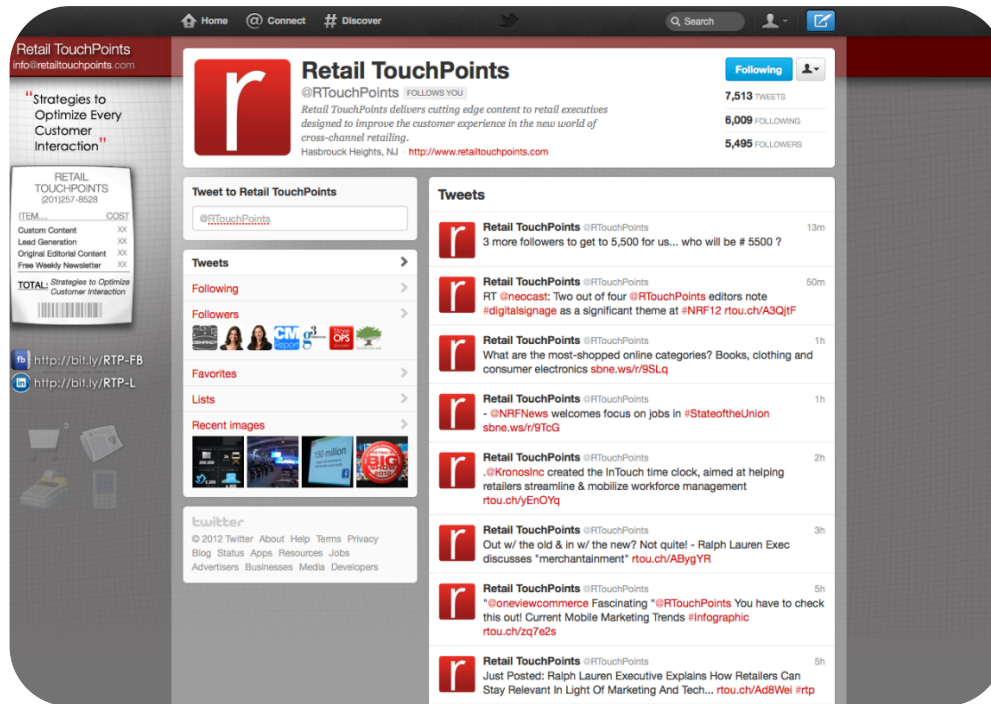 Home
Connect
Discover
Search
Retail TouchPoints
info@retailtouchpoints.com
"Strategies to
Optimize Every
Customer
Interaction"
RETAIL
TOUCHPOINTS
(201)257-8528
ITEM.... COST
Custom Content XX
Lead Generation XX
Original Editorial Content XX
Free Weekly Newsletter XX
TOTAL: Strategies to Optimize
Customer Interaction
fb http://bit.ly/RTP-FB
in http://bit.ly/RTP-L
r
Retail TouchPoints
@RTouchPoints FOLLOWS YOU
Retail TouchPoints delivers cutting edge content to retail executives
designed to improve the customer experience in the new world of
cross-channel retailing.
Hasbrouck Heights, NJ · http://www.retailtouchpoints.com
Following
7,513 TWEETS
6,009 FOLLOWING
5,495 FOLLOWERS
Tweet to Retail TouchPoints
@RTouchPoints
Tweets
Following
Followers
CM
Report
g3
Store
OPS
Favorites
Lists
Recent images
150 million
BIG
SHOW
2012
twitter
© 2012 Twitter About Help Terms Privacy
Blog Status Apps Resources Jobs
Advertisers Businesses Media Developers
Tweets
Retail TouchPoints @RTouchPoints 13m
3 more followers to get to 5,500 for us... who will be # 5500 ?
Retail TouchPoints @RTouchPoints 50m
RT @neocast: Two out of four @RTouchPoints editors note
#digitalsignage as a significant theme at #NRF12 rtou.ch/A3QjtF
Retail TouchPoints @RTouchPoints 1h
What are the most-shopped online categories? Books, clothing and
consumer electronics sbne.ws/r/9SLq
Retail TouchPoints @RTouchPoints 1h
- @NRFNews welcomes focus on jobs in #StateoftheUnion
sbne.ws/r/9TcG
Retail TouchPoints @RTouchPoints 2h
.@KronosInc created the InTouch time clock, aimed at helping
retailers streamline & mobilize workforce management
rtou.ch/yEnOYq
Retail TouchPoints @RTouchPoints 3h
Out w/ the old & in w/ the new? Not quite! - Ralph Lauren Exec
discusses "merchantainment" rtou.ch/ABygYR
Retail TouchPoints @RTouchPoints 5h
"@oneviewcommerce Fascinating "@RTouchPoints You have to check
this out! Current Mobile Marketing Trends #Infographic
rtou.ch/zq7e2s
Retail TouchPoints @RTouchPoints 5h
Just Posted: Ralph Lauren Executive Explains How Retailers Can
Stay Relevant In Light Of Marketing And Tech... rtou.ch/Ad8Wei #rtp